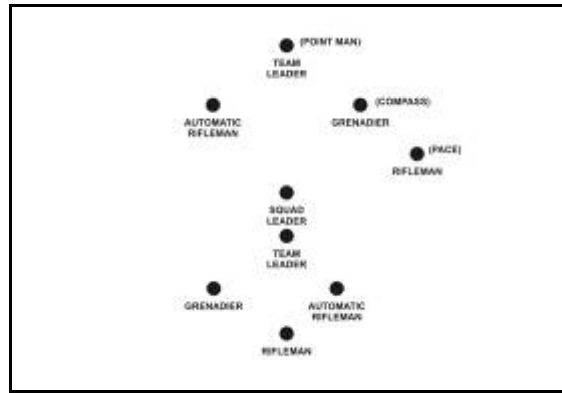 (POINT MAN)
TEAM
LEADER
(COMPASS)
AUTOMATIC
RIFLEMAN
GRENADIER
(PACE)
RIFLEMAN
SQUAD
LEADER
TEAM
LEADER
GRENADIER
AUTOMATIC
RIFLEMAN
RIFLEMAN